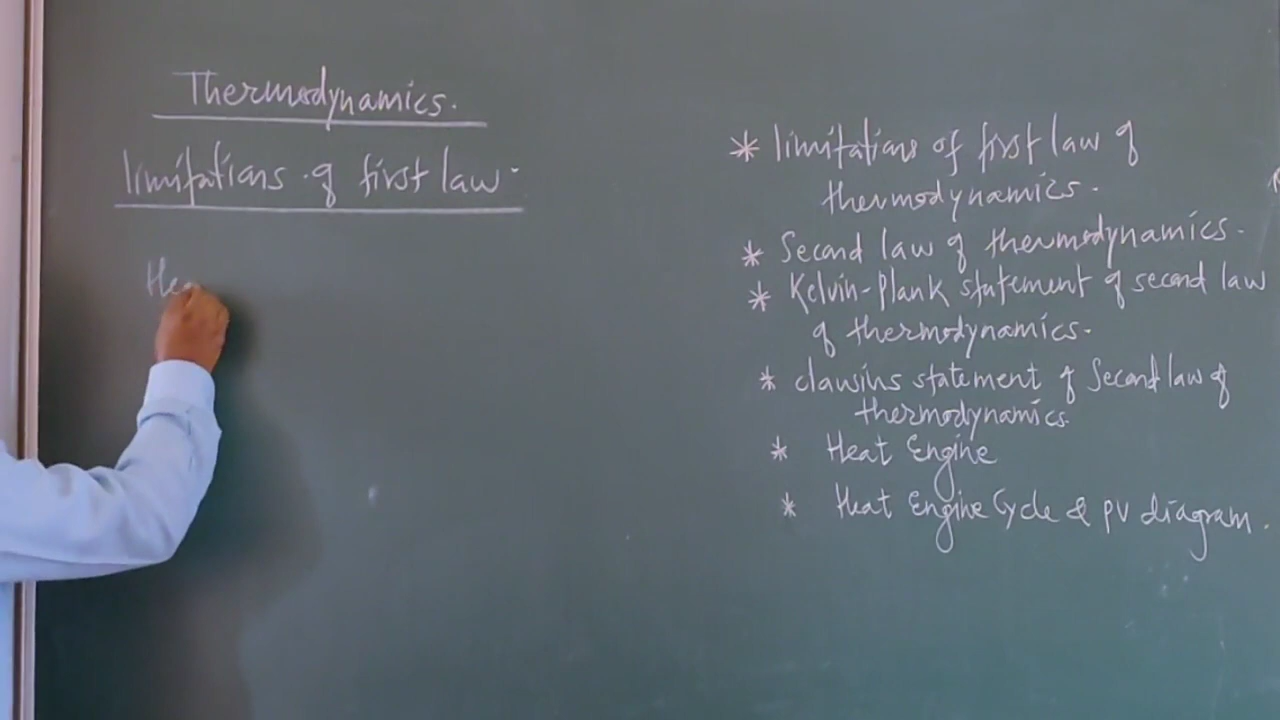 Thermodynamics.
limitations of first law
Hea
* limitations of first law of
thermodynamics.
* Second law of thermodynamics.
* Kelvin-Plank statement of second law
of thermodynamics.
* clausius statement of Second law of
thermodynamics.
* Heat Engine
* Heat Engine Cycle & PV diagram.